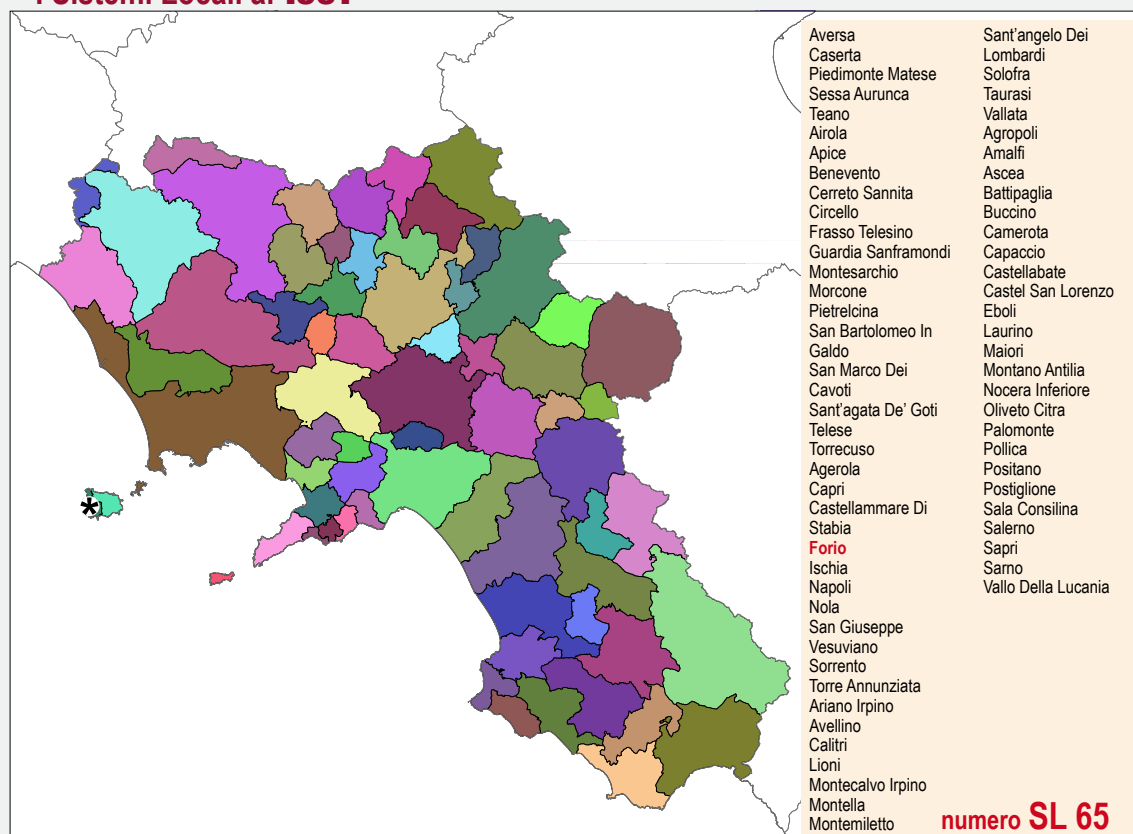 Aversa
Caserta
Piedimonte Matese
Sessa Aurunca
Teano
Airola
Apice
Benevento
Cerreto Sannita
Circello
Frasso Telesino
Guardia Sanframondi
Montesarchio
Morcone
Pietrelcina
San Bartolomeo In
Galdo
San Marco Dei
Cavoti
Sant'agata De' Goti
Telese
Torrecuso
Agerola
Capri
Castellammare Di
Stabia
Forio
Ischia
Napoli
Nola
San Giuseppe
Vesuviano
Sorrento
Torre Annunziata
Ariano Irpino
Avellino
Calitri
Lioni
Montecalvo Irpino
Montella
Montemiletto
Sant'angelo Dei
Lombardi
Solofra
Taurasi
Vallata
Agropoli
Amalfi
Ascea
Battipaglia
Buccino
Camerota
Capaccio
Castellabate
Castel San Lorenzo
Eboli
Laurino
Maiori
Montano Antilia
Nocera Inferiore
Oliveto Citra
Palomonte
Pollica
Positano
Postiglione
Sala Consilina
Salerno
Sapri
Sarno
Vallo Della Lucania
numero SL 65
*